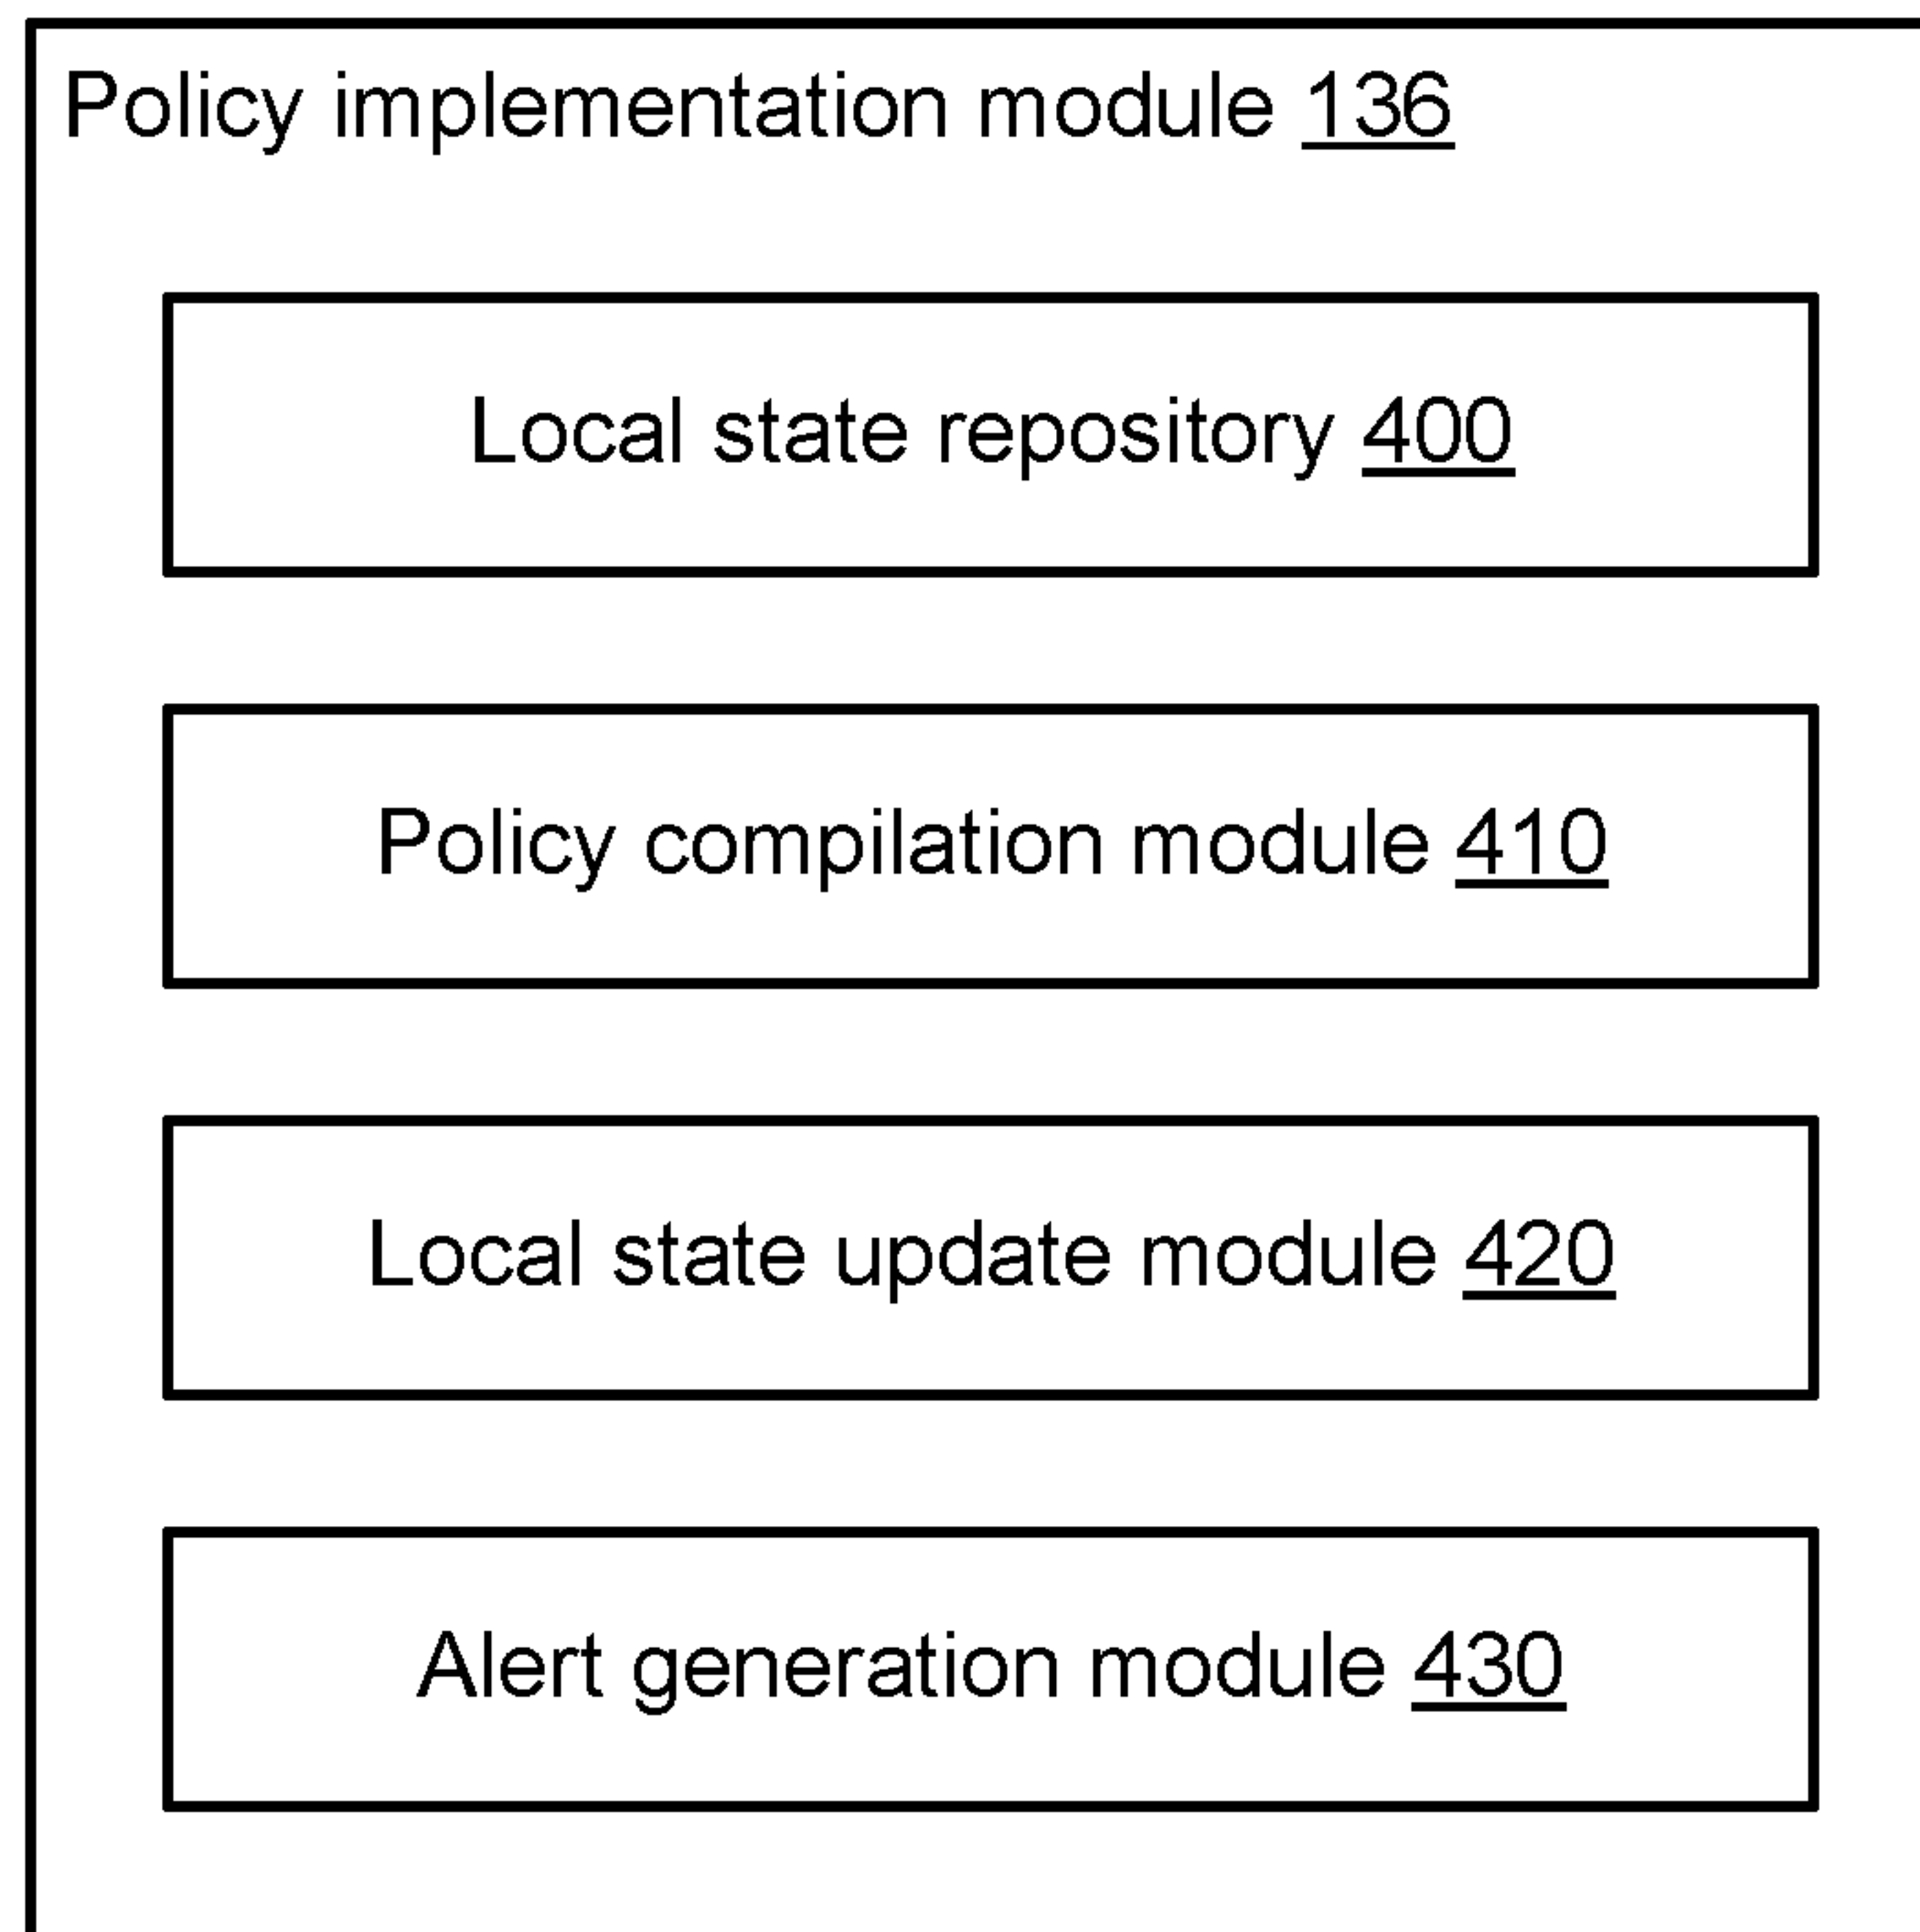 Policy implementation module 136
Local state repository 400
Policy compilation module 410
Local state update module 420
Alert generation module 430